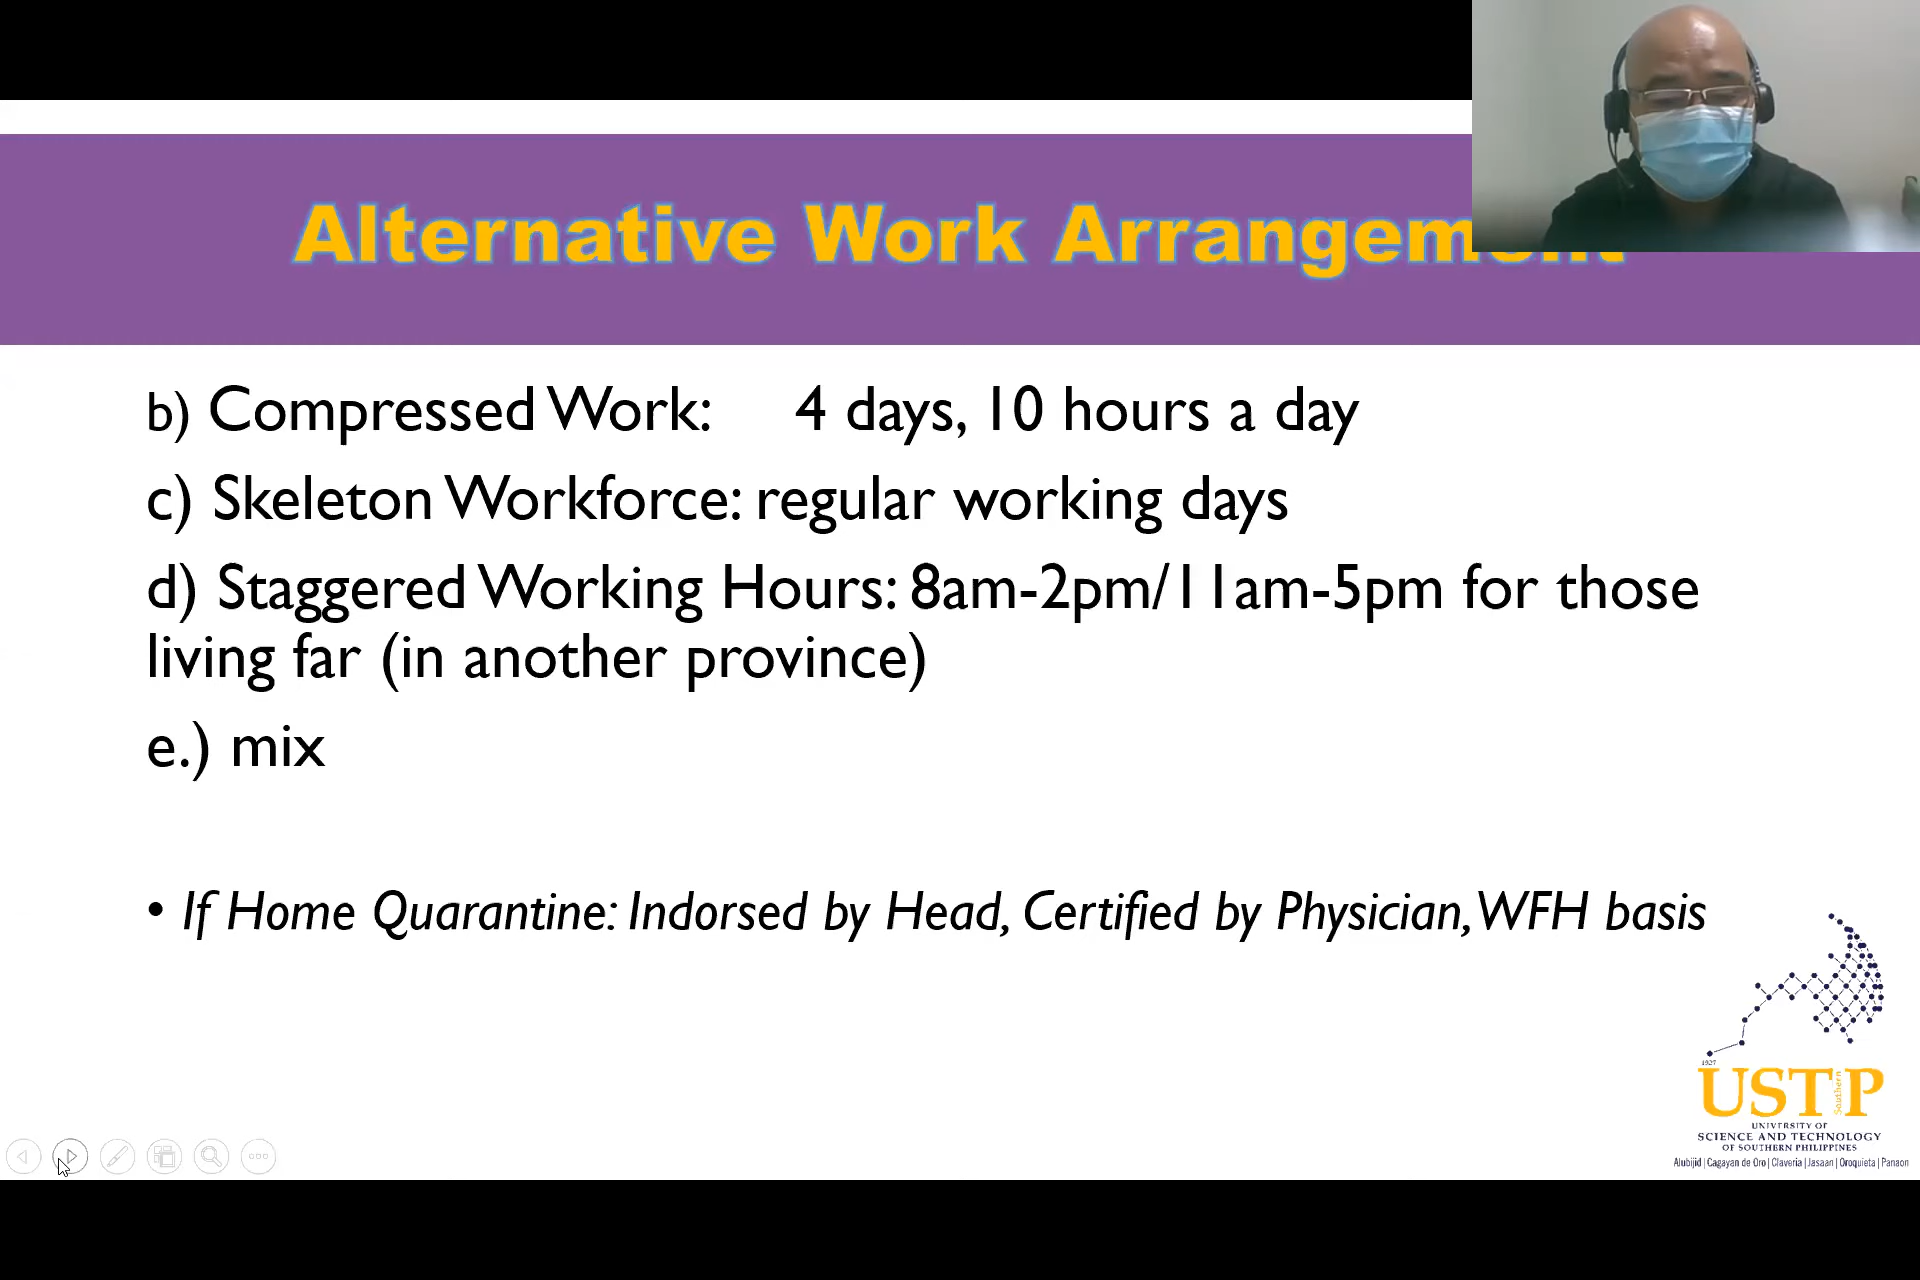 Alternative Work Arrangement
b) Compressed Work: 4 days, 10 hours a day
c) Skeleton Workforce: regular working days
d) Staggered Working Hours: 8am-2pm/11am-5pm for those
living far (in another province)
e.) mix
• If Home Quarantine: Indorsed by Head, Certified by Physician, WFH basis
1927
USTP
Southern
UNIVERSITY OF
SCIENCE AND TECHNOLOGY
OF SOUTHERN PHILIPPINES
Alubijid | Cagayan de Oro | Claveria | Jasaan | Oroquieta | Panaon